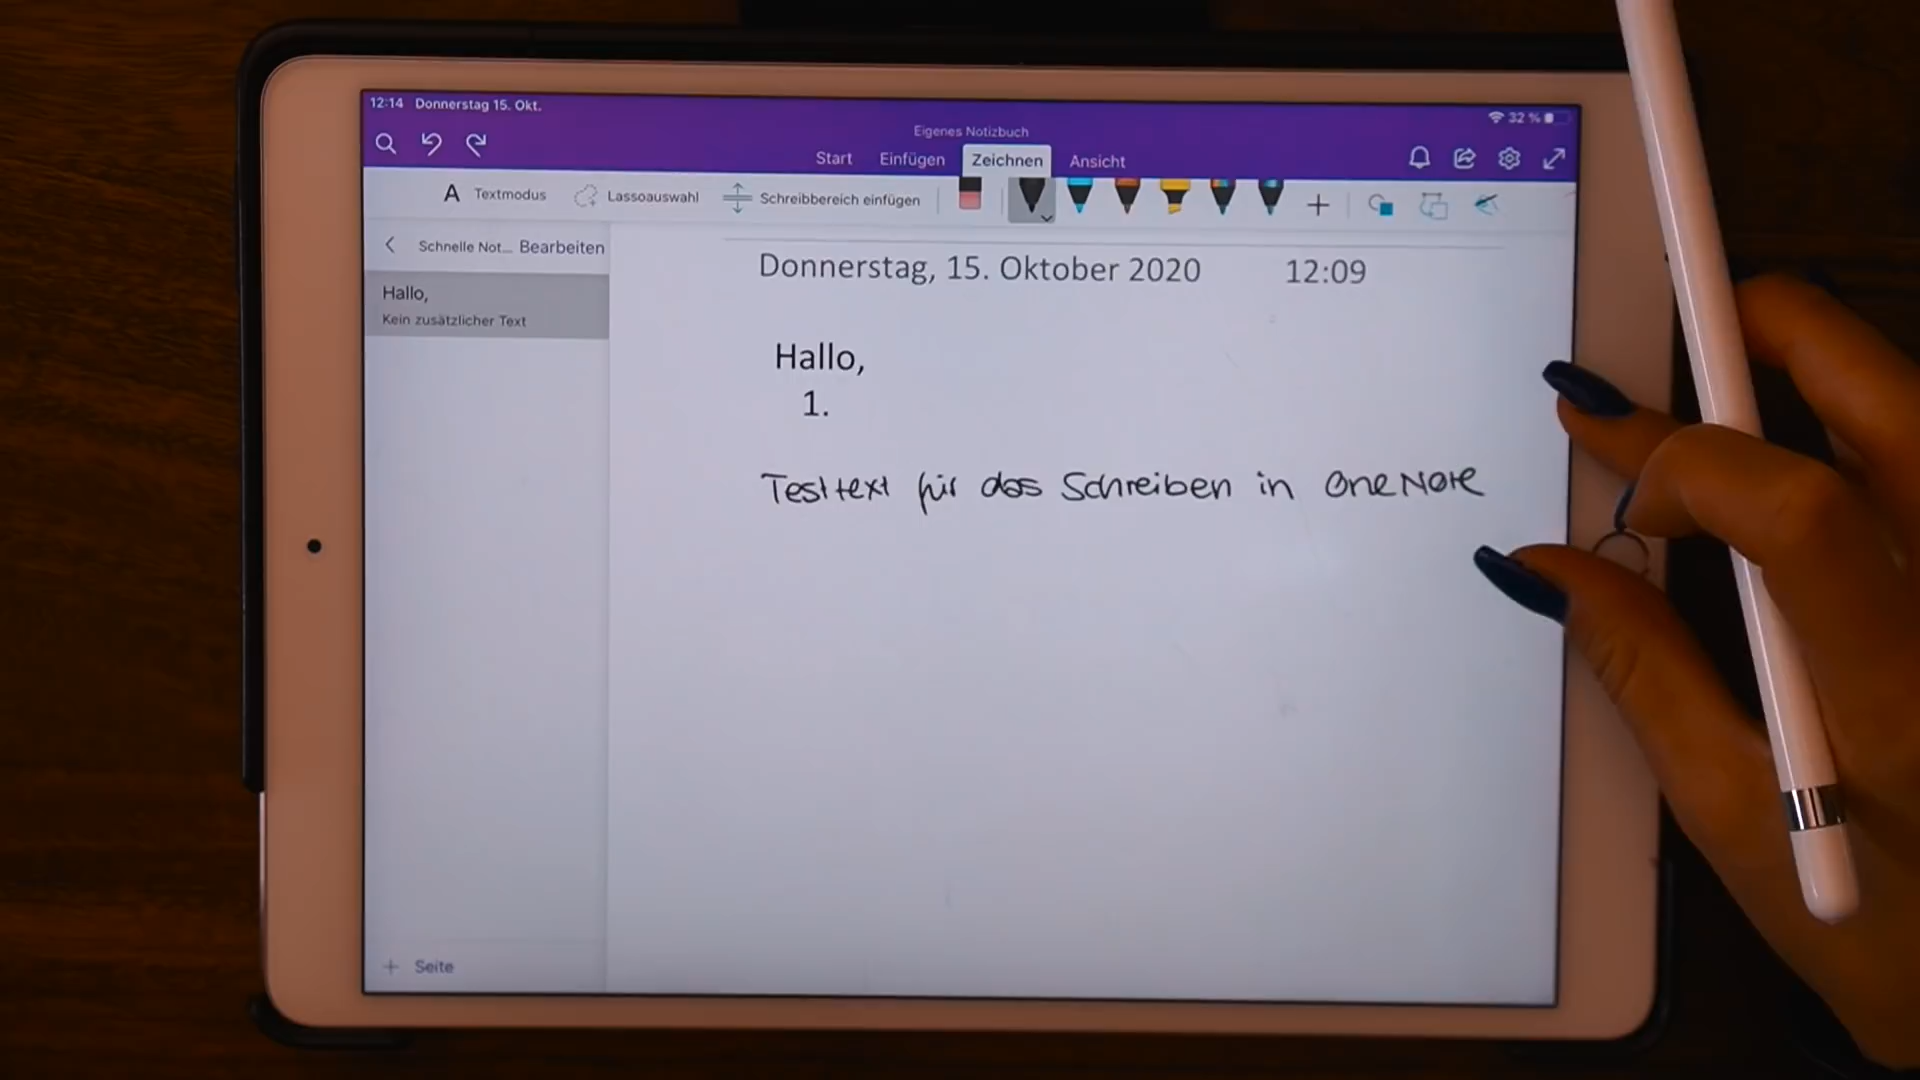 12:14 Donnerstag 15. Okt.
32 %
Eigenes Notizbuch
Start Einfügen Zeichnen Ansicht
A Textmodus Lassoauswahl Schreibbereich einfügen
Schnelle Not... Bearbeiten
Hallo,
Kein zusätzlicher Text
Donnerstag, 15. Oktober 2020 12:09
Hallo,
1.
Testtext für das Schreiben in OneNote
+ Seite